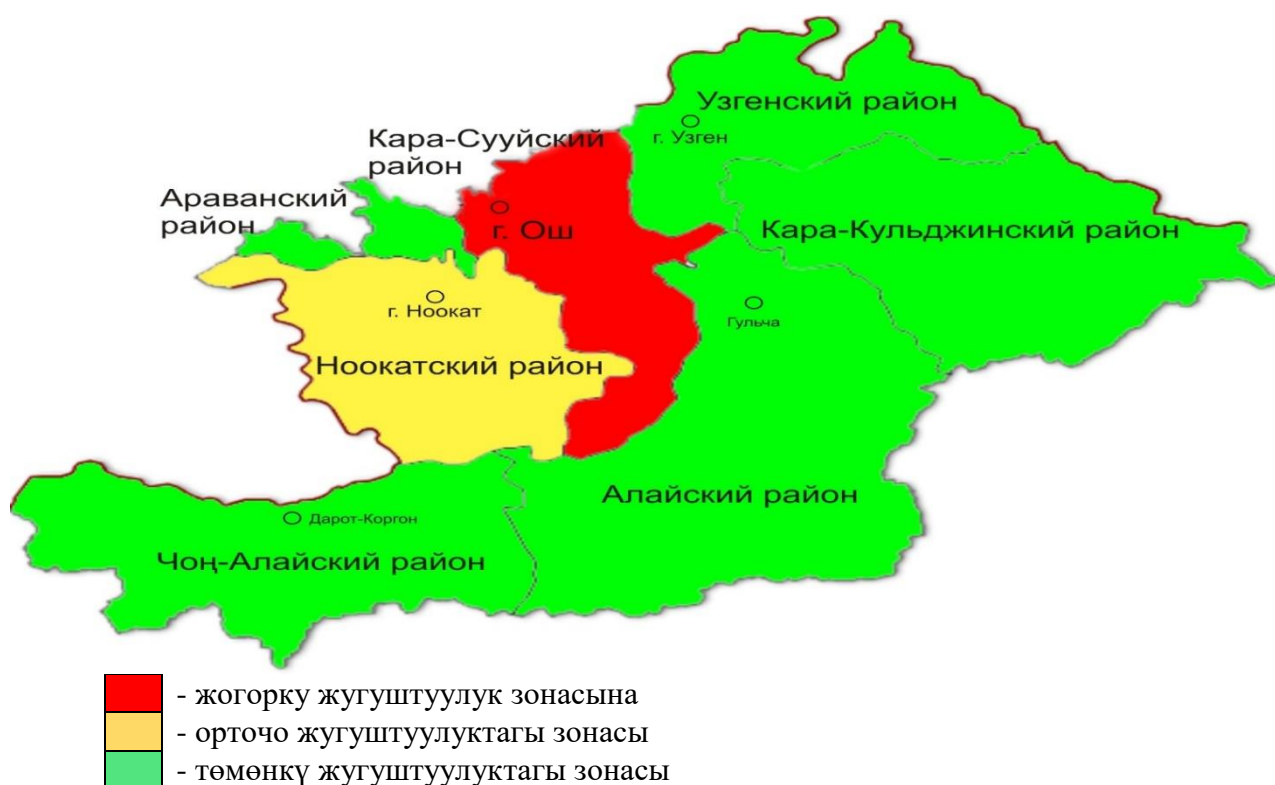 Узгенский район
г. Узген
Кара-Сууйский
район
Араванский
район
г. Ош
Кара-Кульджинский район
г. Ноокат
Гульча
Ноокатский район
Алайский район
Дарот-Коргон
Чоң-Алайский район
- жогорку жугуштуулук зонасына
- орточо жугуштуулуктагы зонасы
- төмөнкү жугуштуулуктагы зонасы